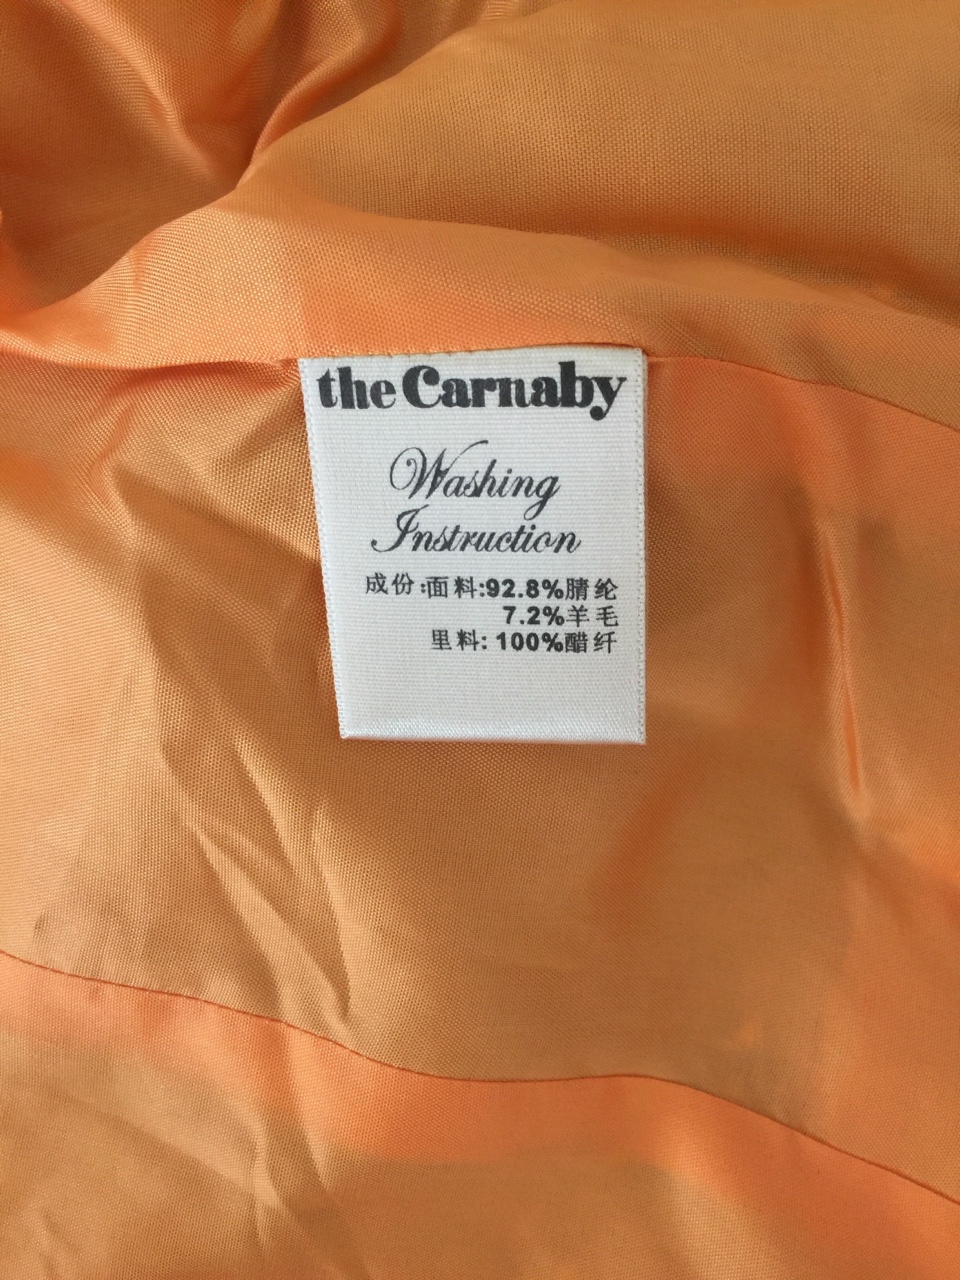 the Carnaby
Washing
Instruction
成份:面料:92.8%腈纶
7.2%羊毛
里料: 100%醋纤